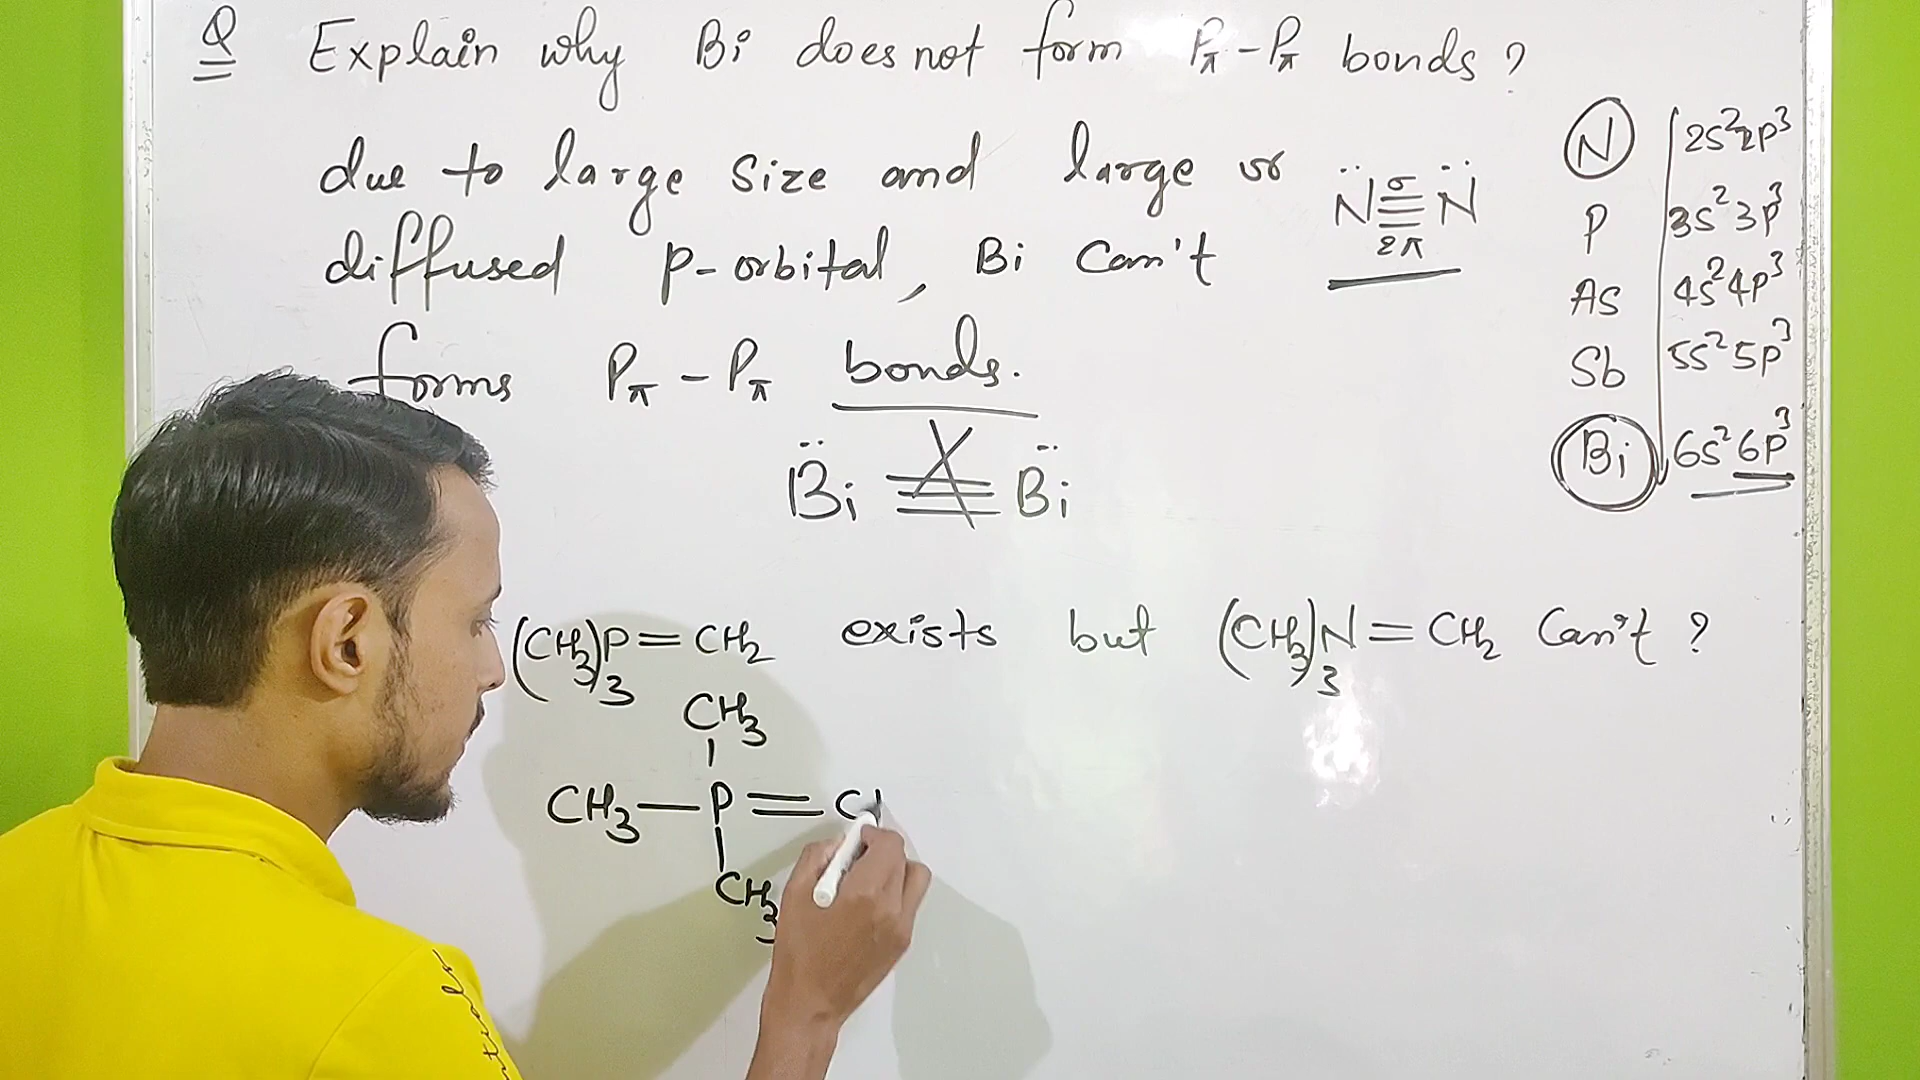 Q Explain why Bi does not form Pπ-Pπ bonds?
due to large size and large or
diffused p-orbital, Bi can't
forms Pπ-Pπ bonds.
N̈≡N̈
σ
2π
N 2s²2p³
P 3s²3p³
As 4s²4p³
Sb 5s²5p³
Bi 6s²6p³
B̈i ≡ B̈i
X
(CH₃)₃P=CH₂ exists but (CH₃)₃N=CH₂ Can't?
CH₃
CH₃—P=C
CH₃